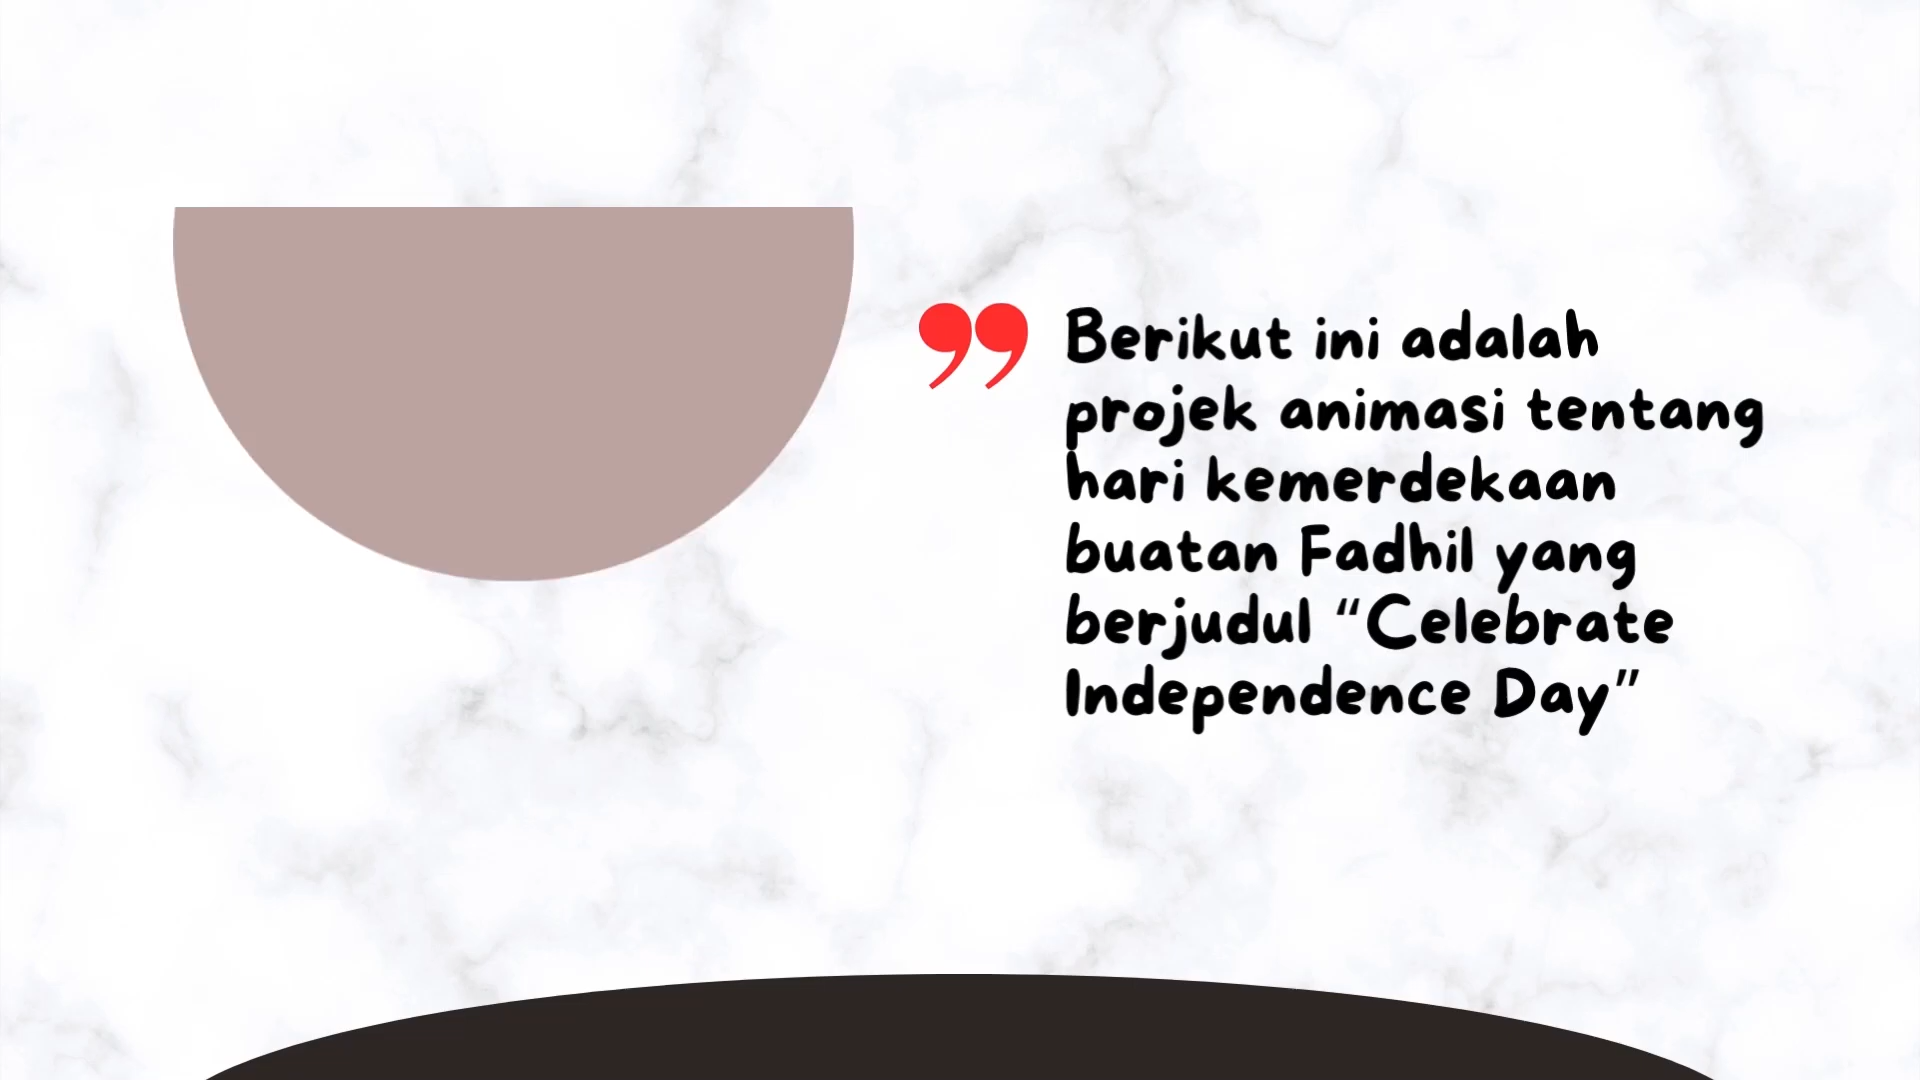 Berikut ini adalah
projek animasi tentang
hari kemerdekaan
buatan Fadhil yang
berjudul “Celebrate
Independence Day”